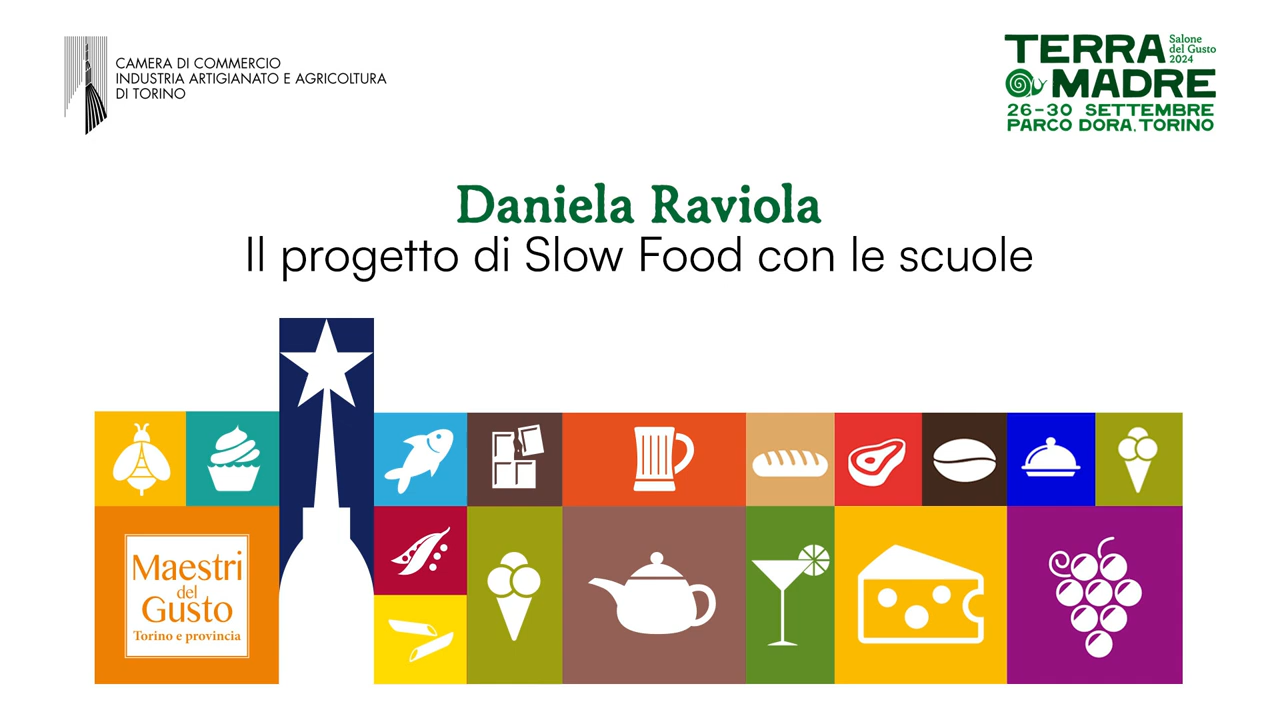 CAMERA DI COMMERCIO
INDUSTRIA ARTIGIANATO E AGRICOLTURA
DI TORINO
TERRA
Salone
del Gusto
2024
MADRE
26-30 SETTEMBRE
PARCO DORA, TORINO
Daniela Raviola
Il progetto di Slow Food con le scuole
Maestri
del
Gusto
Torino e provincia